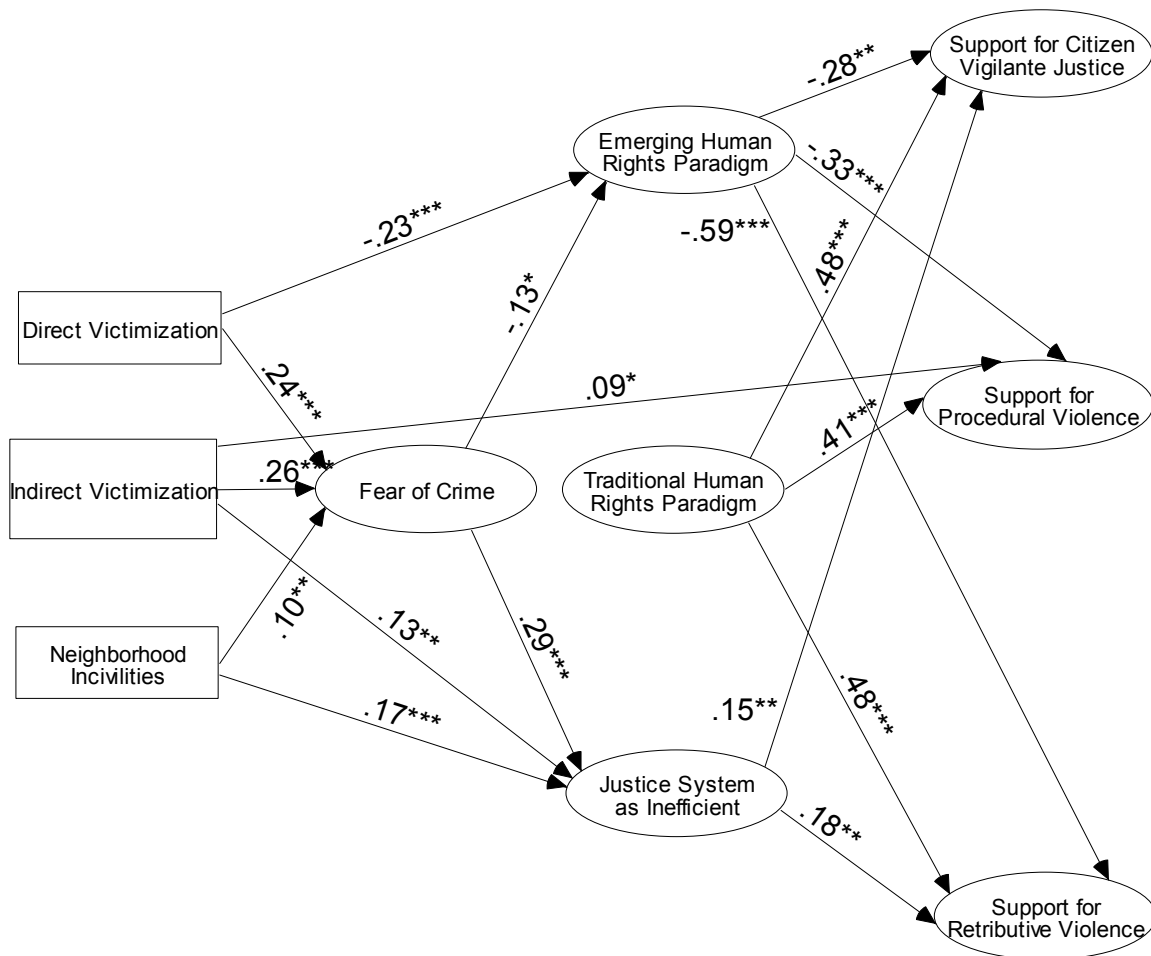 Support for Citizen
Vigilante Justice
-.28**
Emerging Human
Rights Paradigm
-.33***
-.23***
-.59***
.48***
-.13*
Direct Victimization
.24***
.09*
Support for
Procedural Violence
.41***
Indirect Victimization
.26***
Fear of Crime
Traditional Human
Rights Paradigm
.10**
.13**
.29***
Neighborhood
Incivilities
.48***
.17***
.15**
Justice System
as Inefficient
.18**
Support for
Retributive Violence